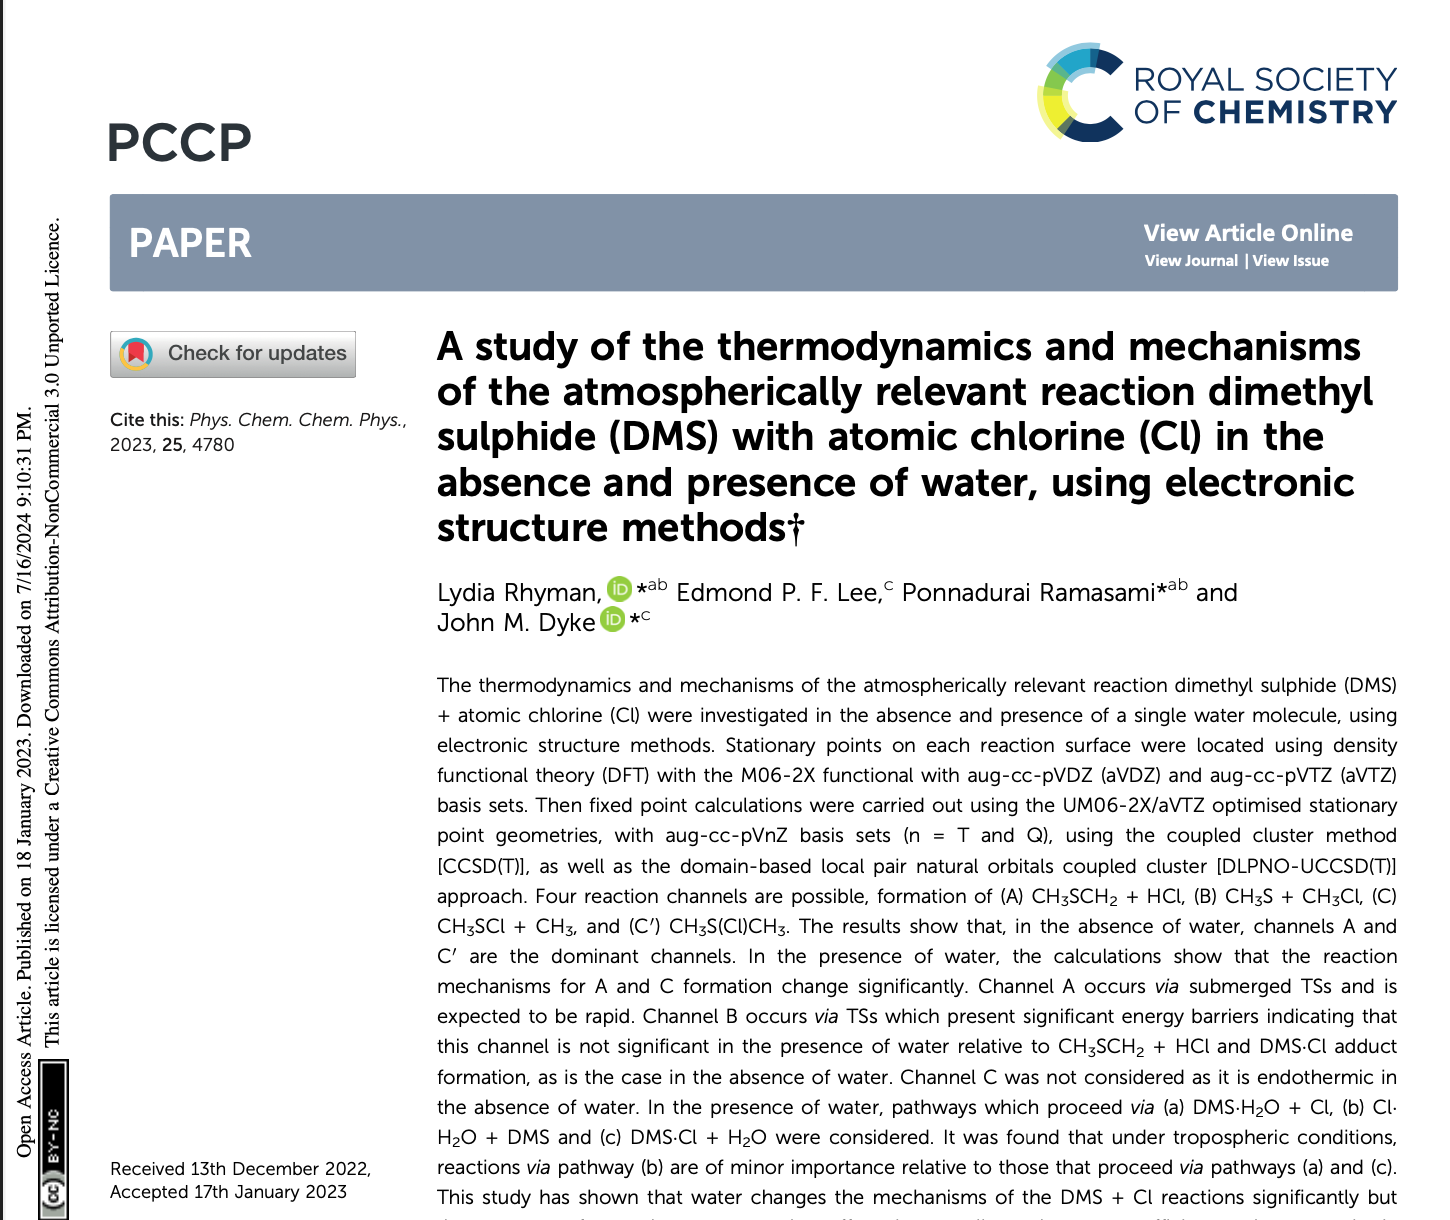 PCCP
ROYAL SOCIETY
OF CHEMISTRY
PAPER
View Article Online
View Journal | View Issue
Check for updates
Cite this: Phys. Chem. Chem. Phys.,
2023, 25, 4780
A study of the thermodynamics and mechanisms
of the atmospherically relevant reaction dimethyl
sulphide (DMS) with atomic chlorine (Cl) in the
absence and presence of water, using electronic
structure methods†
Lydia Rhyman, iD *ab Edmond P. F. Lee,c Ponnadurai Ramasami*ab and
John M. Dyke iD *c
The thermodynamics and mechanisms of the atmospherically relevant reaction dimethyl sulphide (DMS)
+ atomic chlorine (Cl) were investigated in the absence and presence of a single water molecule, using
electronic structure methods. Stationary points on each reaction surface were located using density
functional theory (DFT) with the M06-2X functional with aug-cc-pVDZ (aVDZ) and aug-cc-pVTZ (aVTZ)
basis sets. Then fixed point calculations were carried out using the UM06-2X/aVTZ optimised stationary
point geometries, with aug-cc-pVnZ basis sets (n = T and Q), using the coupled cluster method
[CCSD(T)], as well as the domain-based local pair natural orbitals coupled cluster [DLPNO-UCCSD(T)]
approach. Four reaction channels are possible, formation of (A) CH₃SCH₂ + HCl, (B) CH₃S + CH₃Cl, (C)
CH₃SCl + CH₃, and (C′) CH₃S(Cl)CH₃. The results show that, in the absence of water, channels A and
C′ are the dominant channels. In the presence of water, the calculations show that the reaction
mechanisms for A and C formation change significantly. Channel A occurs via submerged TSs and is
expected to be rapid. Channel B occurs via TSs which present significant energy barriers indicating that
this channel is not significant in the presence of water relative to CH₃SCH₂ + HCl and DMS·Cl adduct
formation, as is the case in the absence of water. Channel C was not considered as it is endothermic in
the absence of water. In the presence of water, pathways which proceed via (a) DMS·H₂O + Cl, (b) Cl·
H₂O + DMS and (c) DMS·Cl + H₂O were considered. It was found that under tropospheric conditions,
reactions via pathway (b) are of minor importance relative to those that proceed via pathways (a) and (c).
This study has shown that water changes the mechanisms of the DMS + Cl reactions significantly but
Received 13th December 2022,
Accepted 17th January 2023
Open Access Article. Published on 18 January 2023. Downloaded on 7/16/2024 9:10:31 PM.
This article is licensed under a Creative Commons Attribution-NonCommercial 3.0 Unported Licence.
cc BY-NC